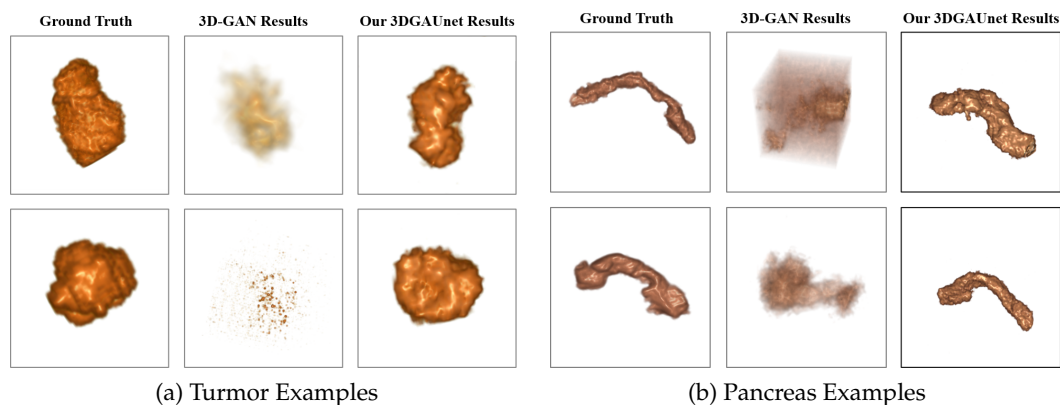 Ground Truth 3D-GAN Results Our 3DGAUnet Results
Ground Truth 3D-GAN Results Our 3DGAUnet Results
(a) Turmor Examples
(b) Pancreas Examples